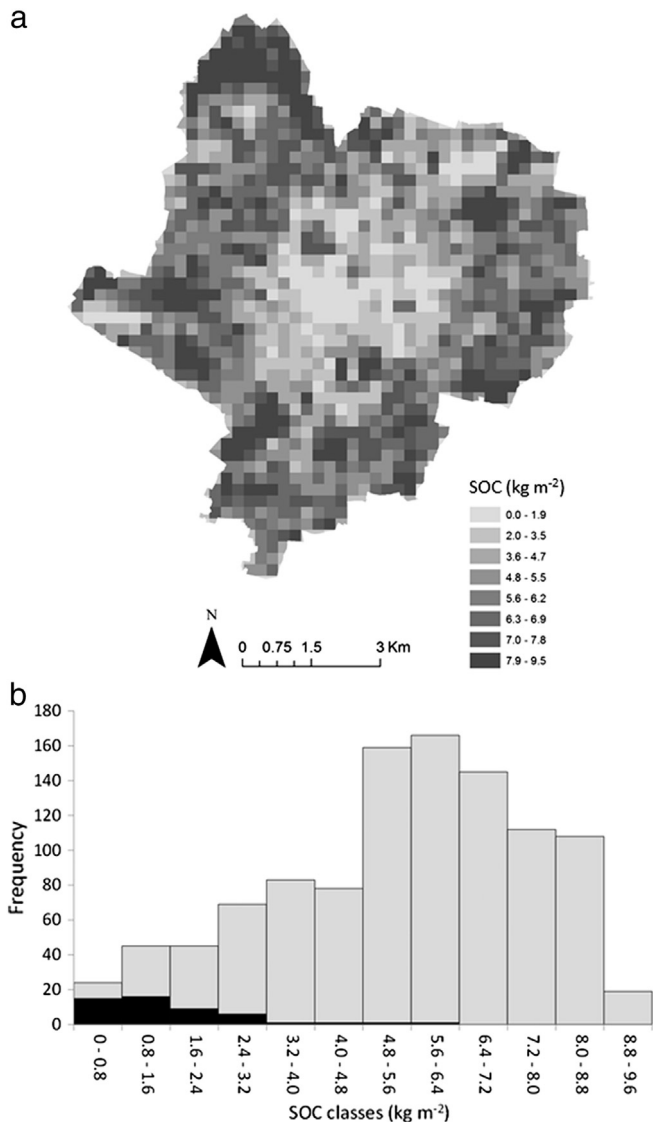 a
SOC (kg m⁻²)
0.0 - 1.9
2.0 - 3.5
3.6 - 4.7
4.8 - 5.5
5.6 - 6.2
6.3 - 6.9
7.0 - 7.8
7.9 - 9.5
N
0 0.75 1.5 3 Km
b
180
160
140
120
100
80
60
40
20
0
Frequency
0 - 0.8
0.8 - 1.6
1.6 - 2.4
2.4 - 3.2
3.2 - 4.0
4.0 - 4.8
4.8 - 5.6
5.6 - 6.4
6.4 - 7.2
7.2 - 8.0
8.0 - 8.8
8.8 - 9.6
SOC classes (kg m⁻²)